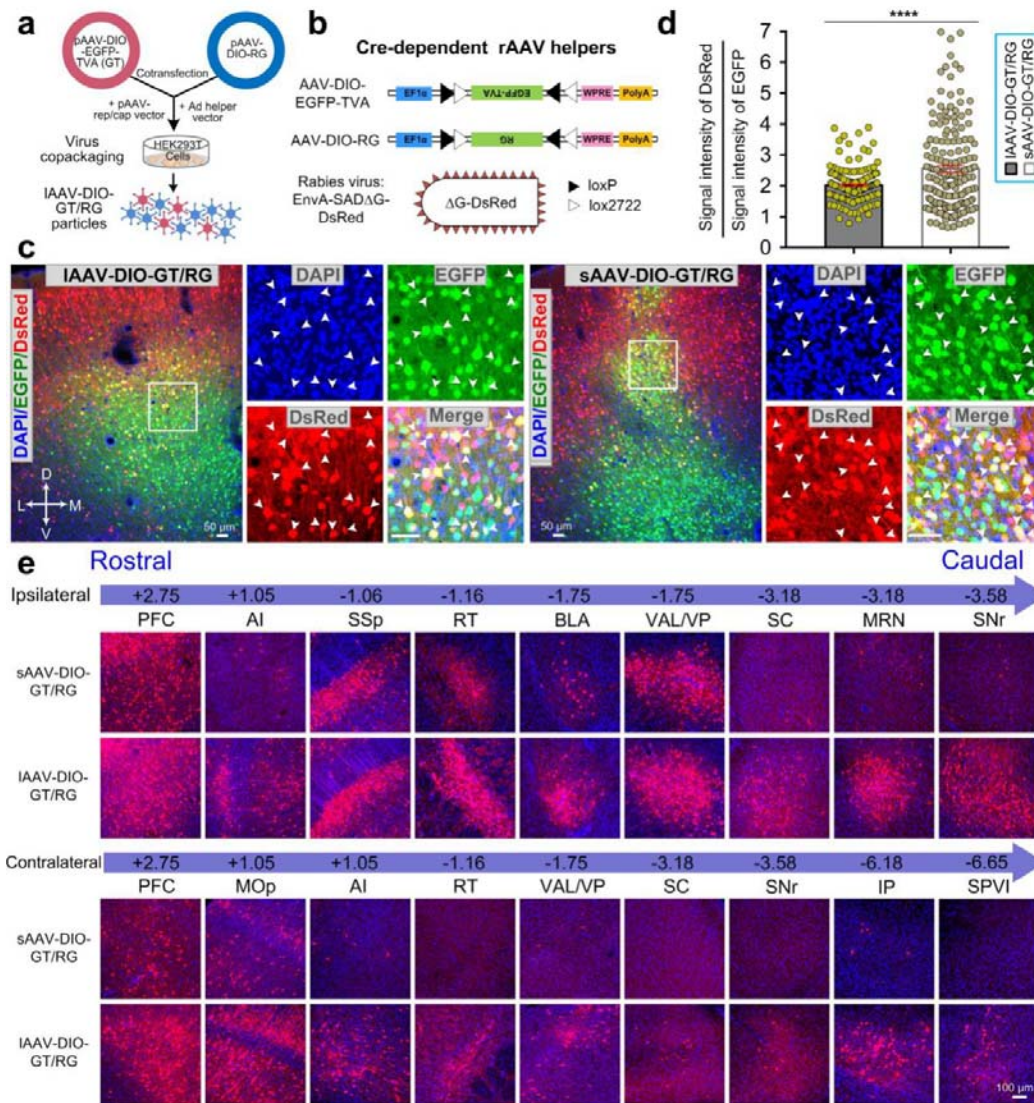 a
pAAV-DIO
-EGFP-
TVA (GT)
pAAV-
DIO-RG
Cotransfection
+ pAAV-
rep/cap vector
+ Ad helper
vector
Virus
copackaging
HEK293T
Cells
lAAV-DIO-
GT/RG
particles
b
Cre-dependent rAAV helpers
AAV-DIO-
EGFP-TVA
EF1α
EGFP-TVA
WPRE
PolyA
AAV-DIO-RG
EF1α
RG
WPRE
PolyA
Rabies virus:
EnvA-SADΔG-
DsRed
ΔG-DsRed
loxP
lox2722
d
****
Signal intensity of DsRed
Signal intensity of EGFP
7
6
5
4
3
2
1
0
lAAV-DIO-GT/RG
sAAV-DIO-GT/RG
c
lAAV-DIO-GT/RG
DAPI/EGFP/DsRed
D
L M
V
50 µm
DAPI
EGFP
DsRed
Merge
sAAV-DIO-GT/RG
DAPI/EGFP/DsRed
50 µm
DAPI
EGFP
DsRed
Merge
e
Rostral
Caudal
Ipsilateral
+2.75 +1.05 -1.06 -1.16 -1.75 -1.75 -3.18 -3.18 -3.58
PFC AI SSp RT BLA VAL/VP SC MRN SNr
sAAV-DIO-
GT/RG
lAAV-DIO-
GT/RG
Contralateral
+2.75 +1.05 +1.05 -1.16 -1.75 -3.18 -3.58 -6.18 -6.65
PFC MOp AI RT VAL/VP SC SNr IP SPVI
sAAV-DIO-
GT/RG
lAAV-DIO-
GT/RG
100 µm